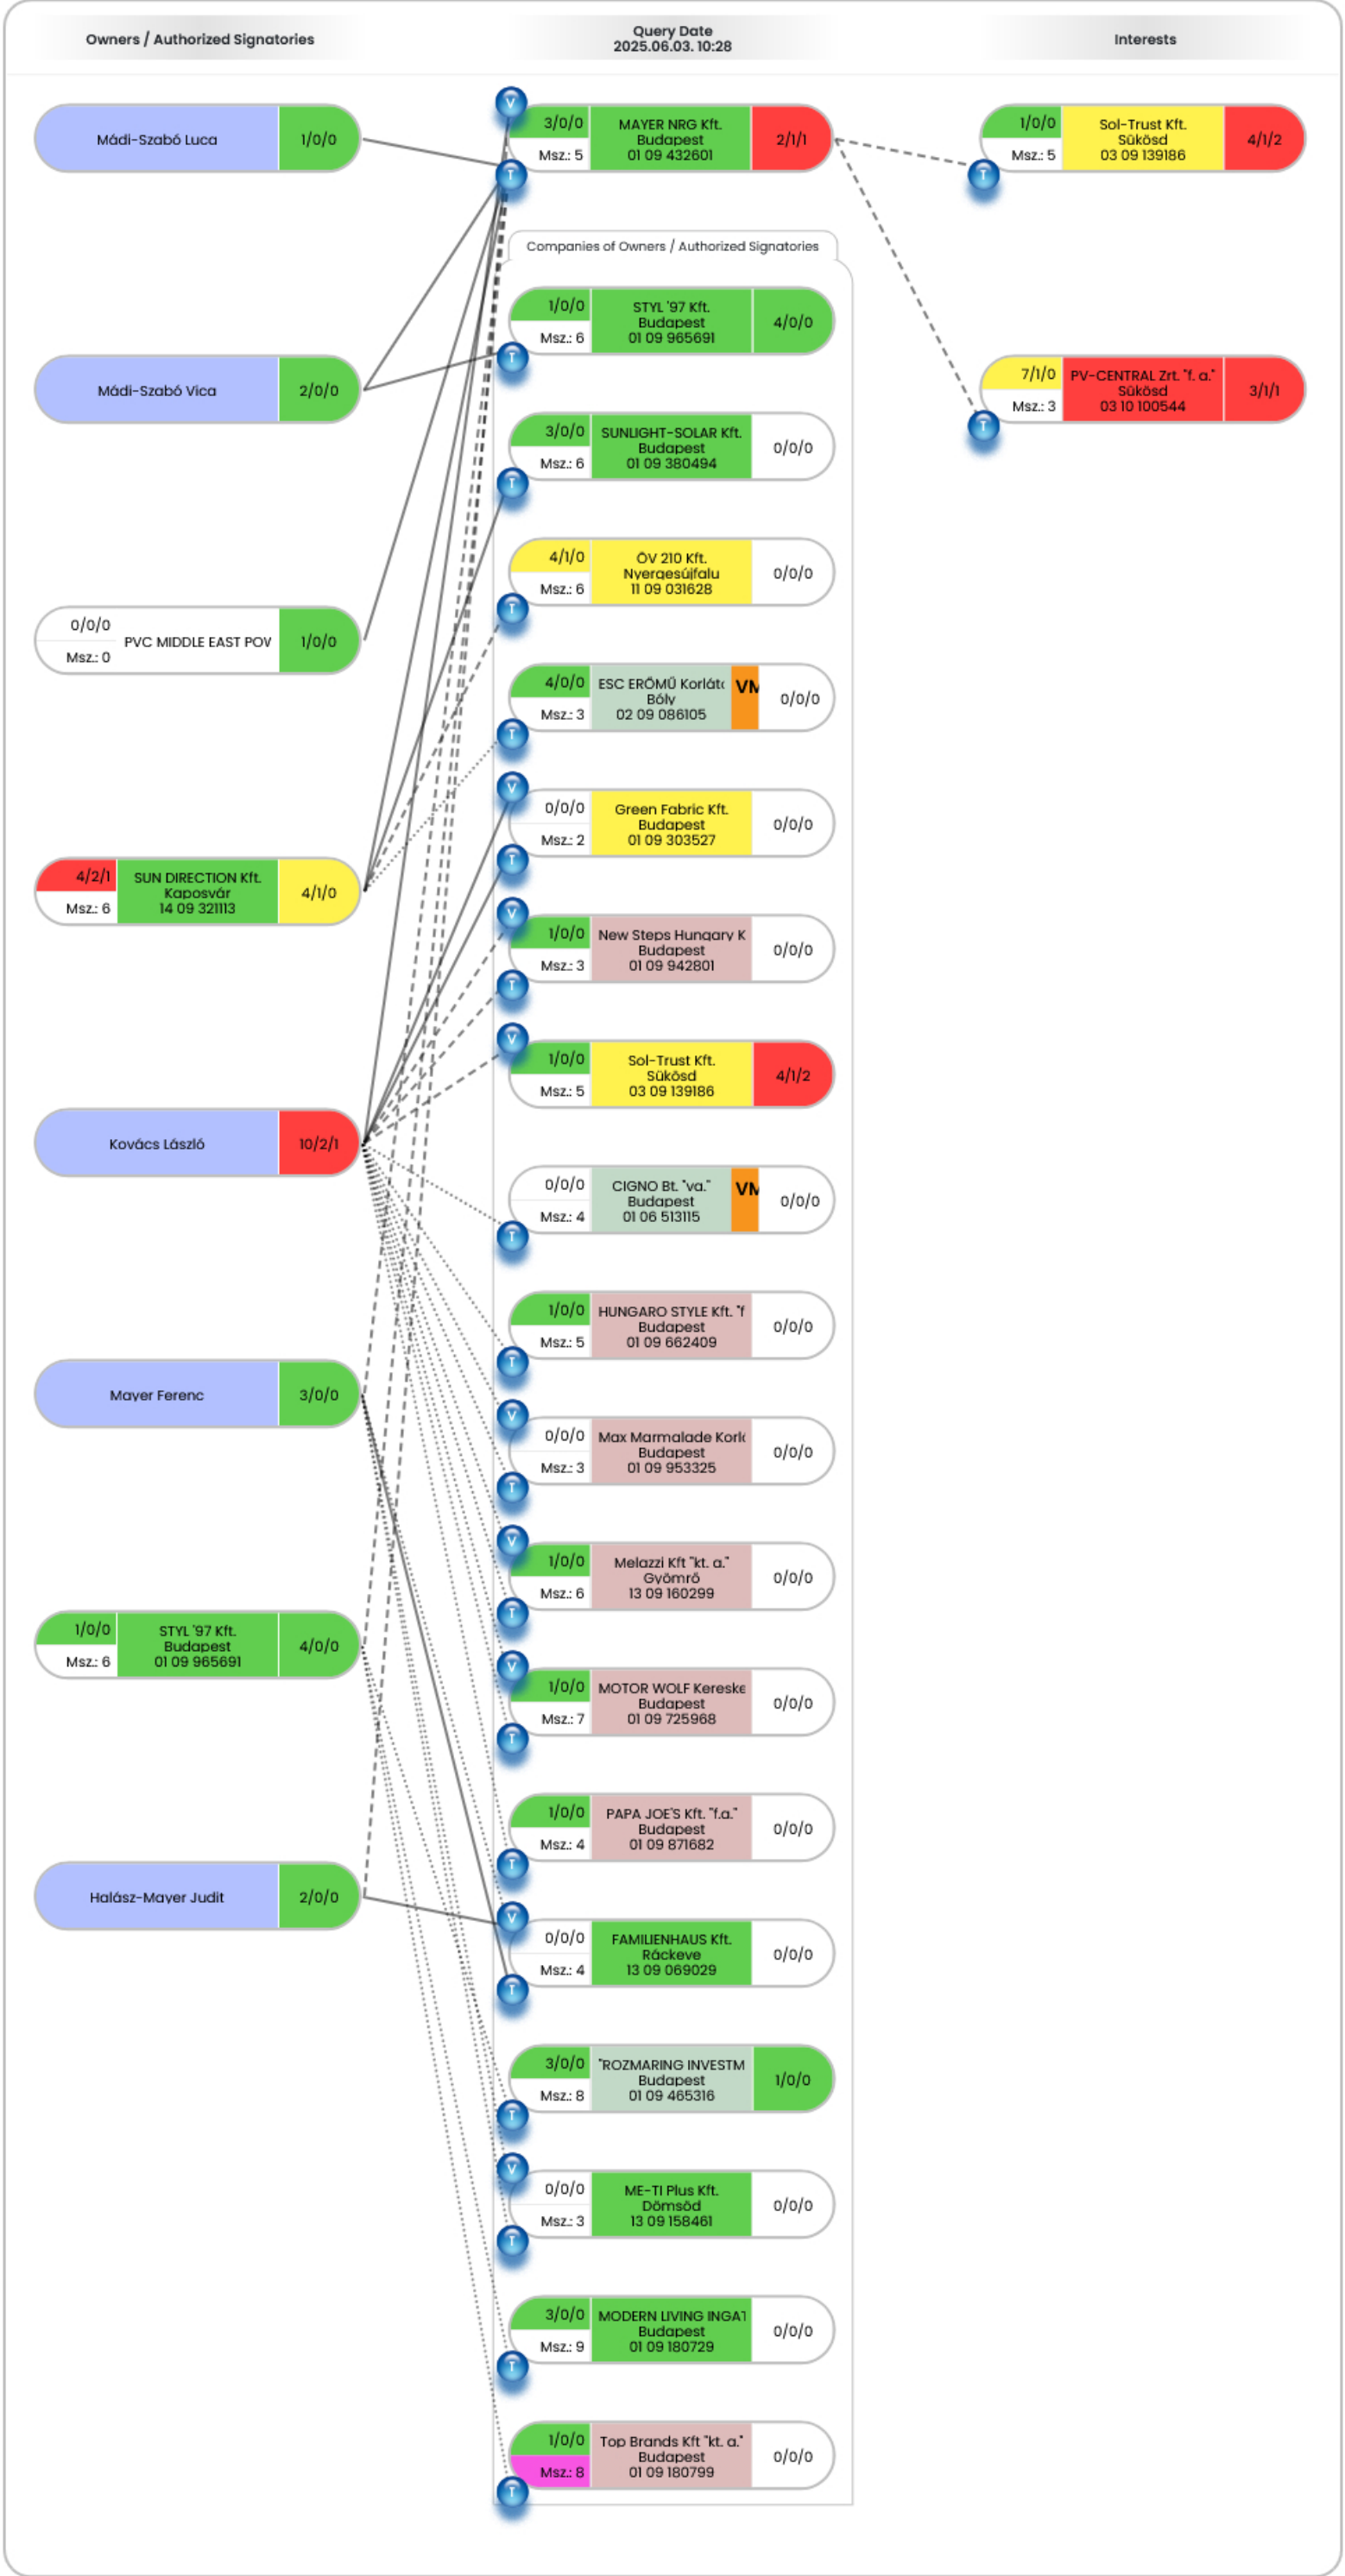 Owners / Authorized Signatories
Query Date
2025.06.03. 10:28
Interests
Mádi-Szabó Luca
1/0/0
V
3/0/0
Msz.: 5
MAYER NRG Kft.
Budapest
01 09 432601
2/1/1
T
1/0/0
Msz.: 5
Sol-Trust Kft.
Sükösd
03 09 139186
4/1/2
T
Companies of Owners / Authorized Signatories
1/0/0
Msz.: 6
STYL '97 Kft.
Budapest
01 09 965691
4/0/0
T
Mádi-Szabó Vica
2/0/0
7/1/0
Msz.: 3
PV-CENTRAL Zrt. "f. a."
Sükösd
03 10 100544
3/1/1
T
3/0/0
Msz.: 6
SUNLIGHT-SOLAR Kft.
Budapest
01 09 380494
0/0/0
T
4/1/0
Msz.: 6
ÖV 210 Kft.
Nyergesújfalu
11 09 031628
0/0/0
T
0/0/0
Msz.: 0
PVC MIDDLE EAST POV
1/0/0
4/0/0
Msz.: 3
ESC ERŐMŰ Korláto
Bóly
02 09 086105
VM
0/0/0
T
V
0/0/0
Msz.: 2
Green Fabric Kft.
Budapest
01 09 303527
0/0/0
T
4/2/1
Msz.: 6
SUN DIRECTION Kft.
Kaposvár
14 09 321113
4/1/0
V
1/0/0
Msz.: 3
New Steps Hungary K
Budapest
01 09 942801
0/0/0
T
V
1/0/0
Msz.: 5
Sol-Trust Kft.
Sükösd
03 09 139186
4/1/2
Kovács László
10/2/1
0/0/0
Msz.: 4
CIGNO Bt. "va."
Budapest
01 06 513115
VM
0/0/0
T
1/0/0
Msz.: 5
HUNGARO STYLE Kft. "f
Budapest
01 09 662409
0/0/0
T
Mayer Ferenc
3/0/0
V
0/0/0
Msz.: 3
Max Marmalade Korlá
Budapest
01 09 953325
0/0/0
T
V
1/0/0
Msz.: 6
Melazzi Kft "kt. a."
Gyömrő
13 09 160299
0/0/0
T
1/0/0
Msz.: 6
STYL '97 Kft.
Budapest
01 09 965691
4/0/0
V
1/0/0
Msz.: 7
MOTOR WOLF Kereske
Budapest
01 09 725968
0/0/0
T
1/0/0
Msz.: 4
PAPA JOE'S Kft. "f.a."
Budapest
01 09 871682
0/0/0
T
Halász-Mayer Judit
2/0/0
V
0/0/0
Msz.: 4
FAMILIENHAUS Kft.
Ráckeve
13 09 069029
0/0/0
T
3/0/0
Msz.: 8
"ROZMARING INVESTM
Budapest
01 09 465316
1/0/0
T
V
0/0/0
Msz.: 3
ME-TI Plus Kft.
Dömsöd
13 09 158461
0/0/0
T
3/0/0
Msz.: 9
MODERN LIVING INGAT
Budapest
01 09 180729
0/0/0
T
1/0/0
Msz.: 8
Top Brands Kft "kt. a."
Budapest
01 09 180799
0/0/0
T